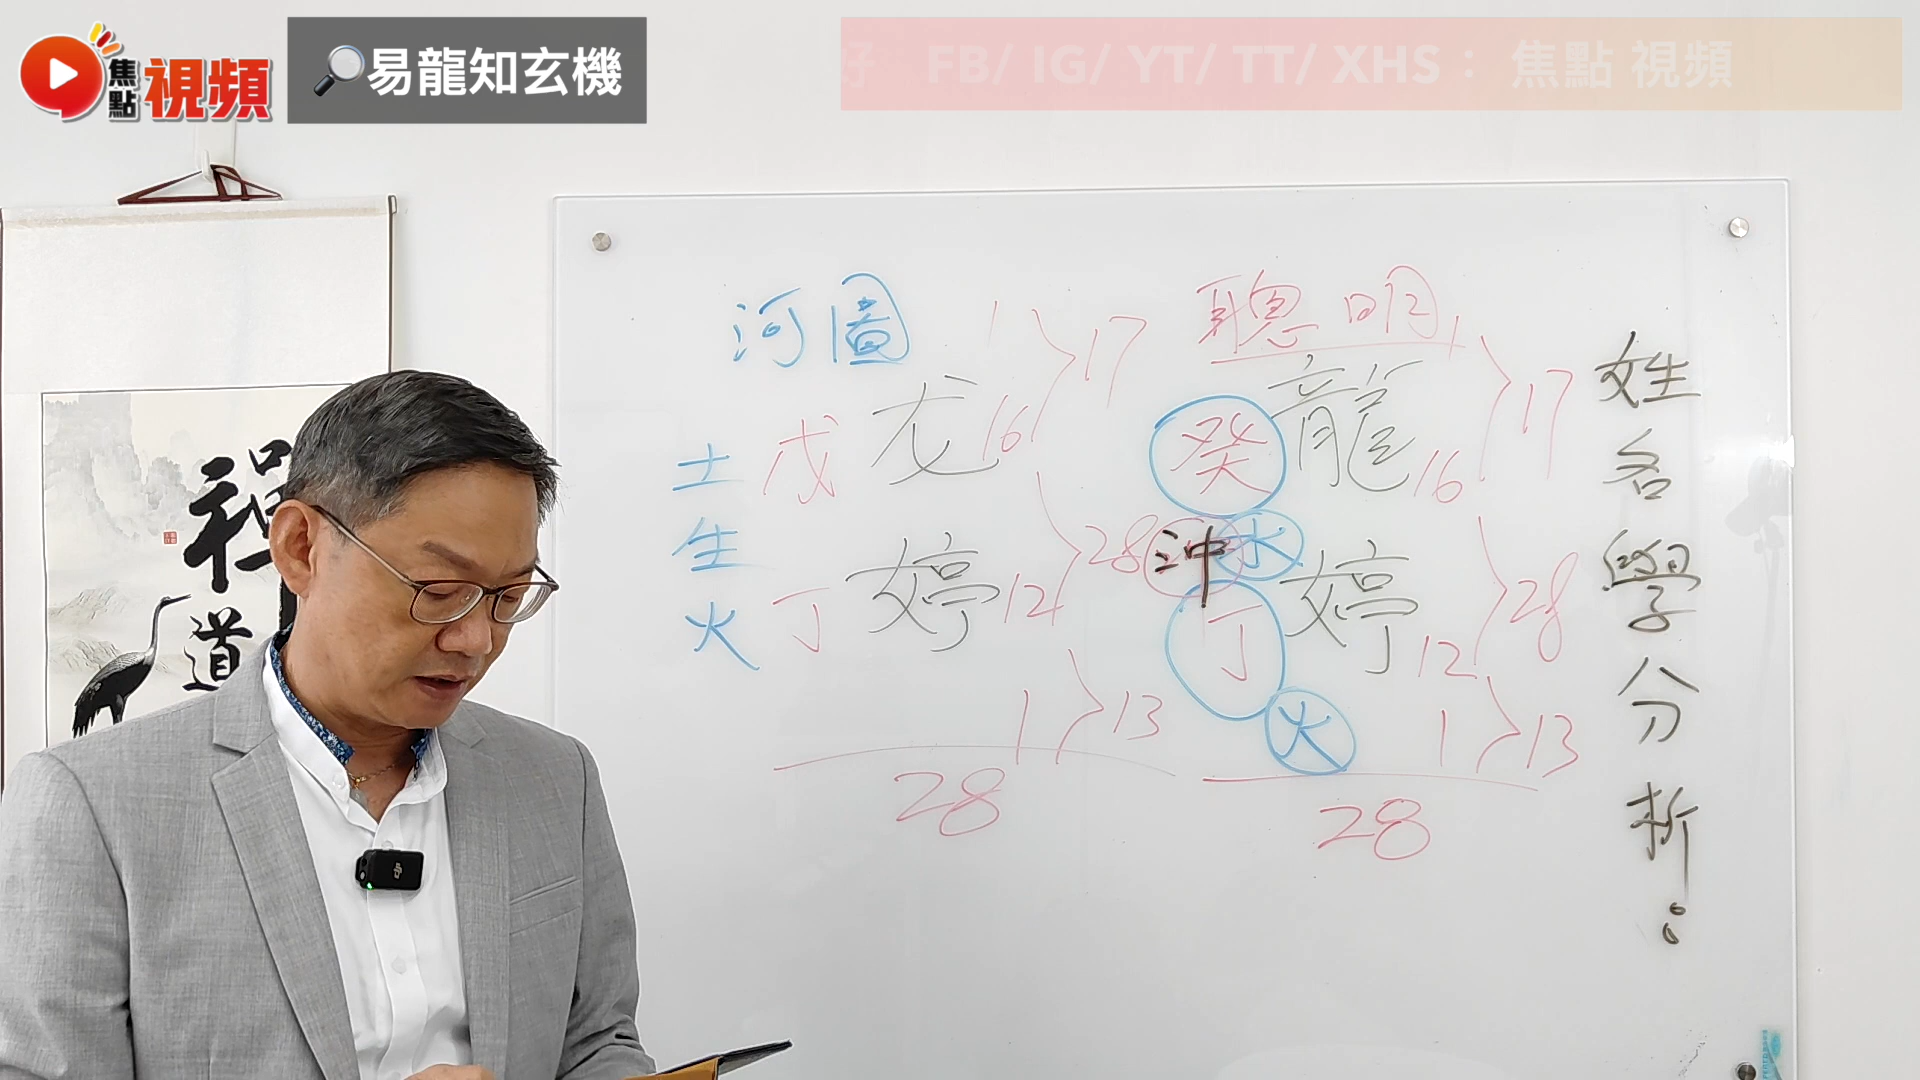 焦點視頻
易龍知玄機
好 FB/ IG/ YT/ TT/ XHS： 焦點 視頻
禪道
河圖
聰明
1
17
1
17
戊 龙 16
癸 龍 16
土生火
28
沖
水
28
丁 婷 12
丁 婷 12
1
13
火
1
13
28
28
姓名學分析：